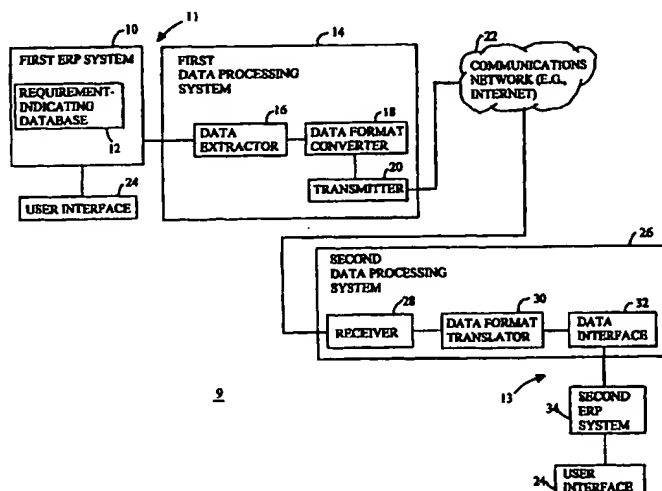 10
11
FIRST ERP SYSTEM
REQUIREMENT-
INDICATING
DATABASE
12
24
USER INTERFACE
14
FIRST
DATA PROCESSING
SYSTEM
16
DATA
EXTRACTOR
18
DATA FORMAT
CONVERTER
20
TRANSMITTER
22
COMMUNICATIONS
NETWORK (E.G.,
INTERNET)
26
SECOND
DATA PROCESSING
SYSTEM
28
RECEIVER
30
DATA FORMAT
TRANSLATOR
32
DATA
INTERFACE
9
13
34
SECOND
ERP
SYSTEM
24
USER
INTERFACE